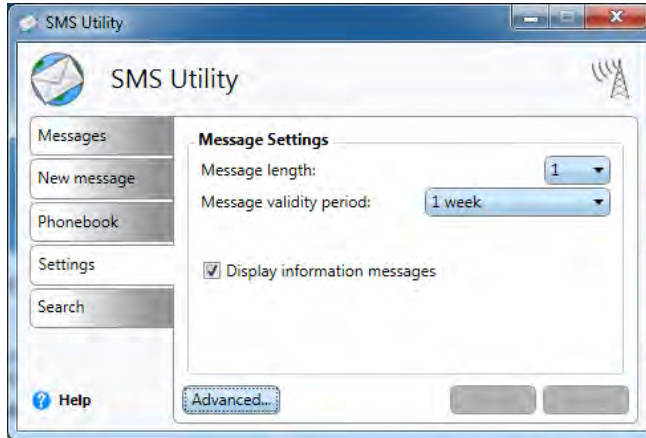 SMS Utility
SMS Utility
Messages
New message
Phonebook
Settings
Search
Help
Message Settings
Message length:
1
Message validity period:
1 week
Display information messages
Advanced...